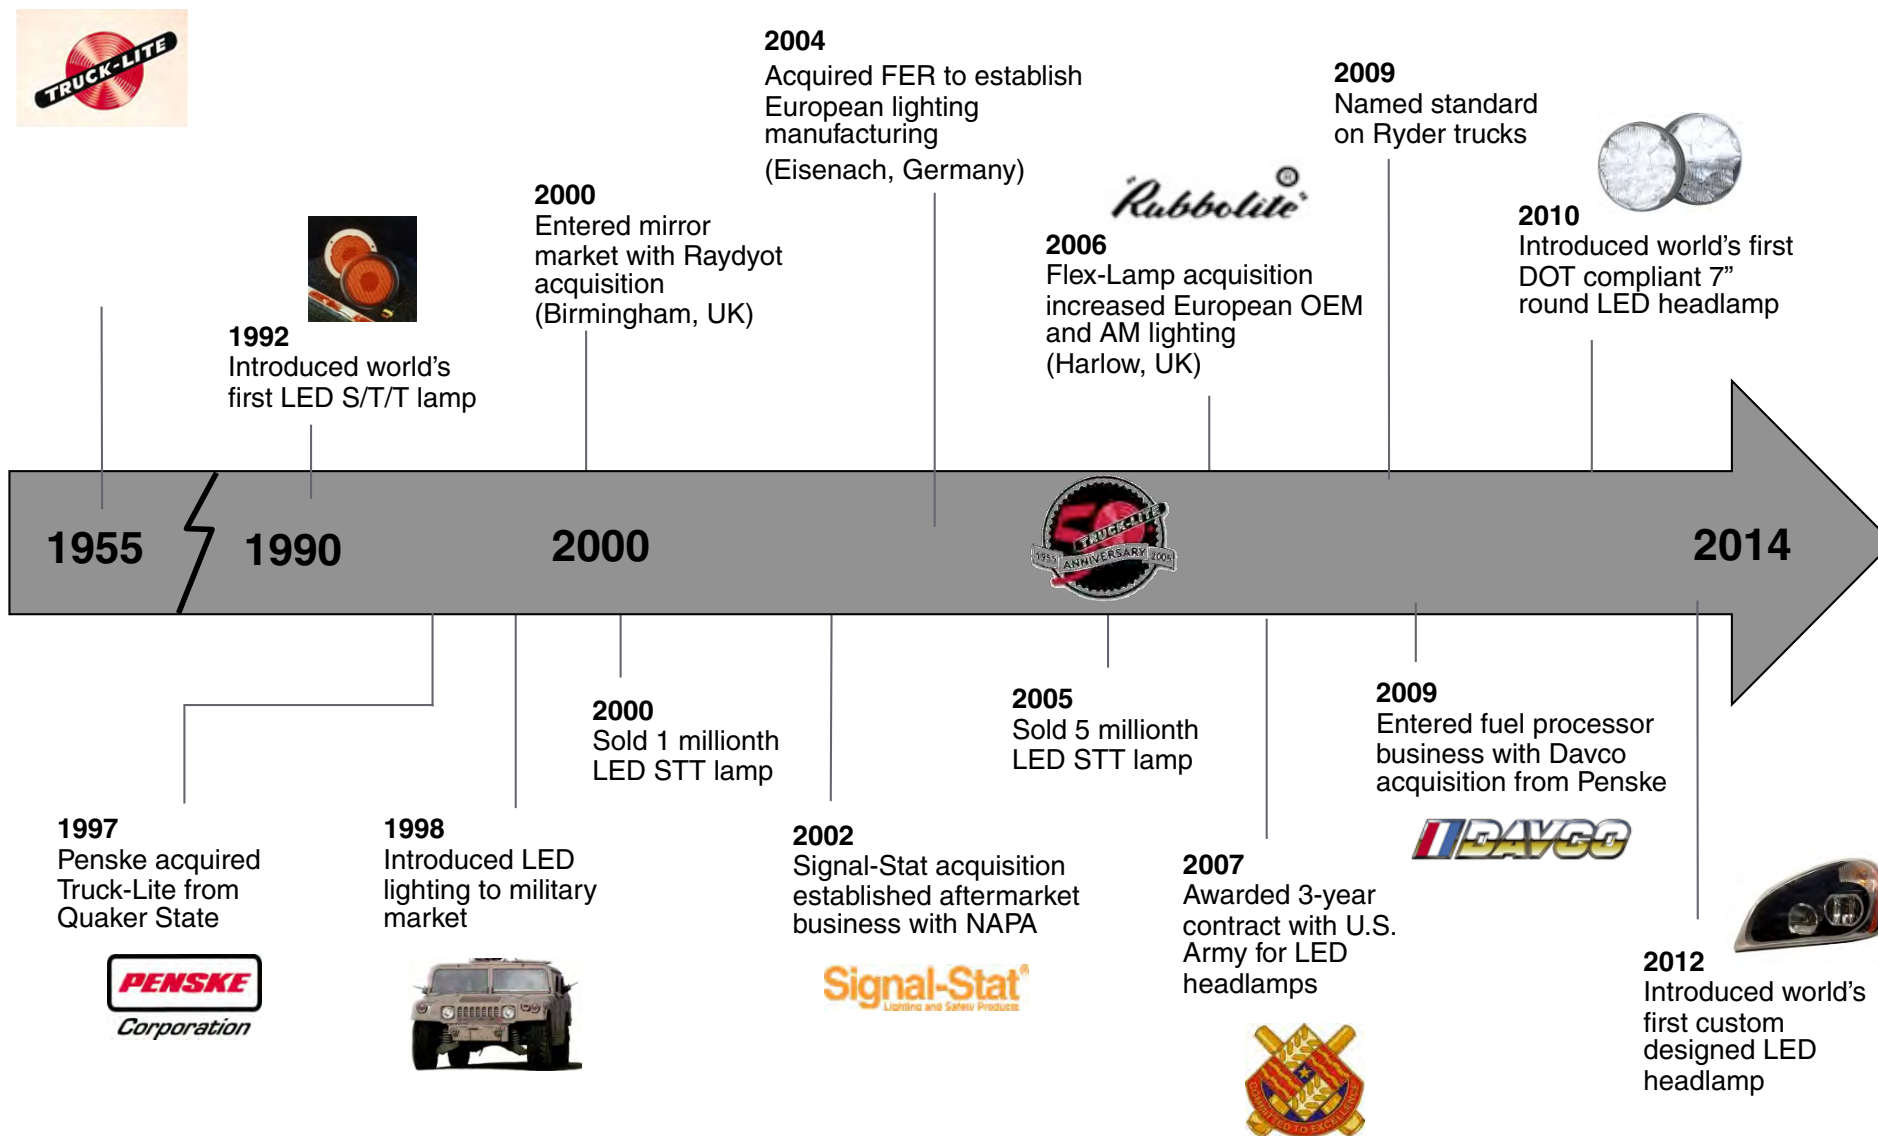 TRUCK-LITE
2004
Acquired FER to establish
European lighting
manufacturing
(Eisenach, Germany)
2009
Named standard
on Ryder trucks
"Rubbolite"
®
2000
Entered mirror
market with Raydyot
acquisition
(Birmingham, UK)
2010
Introduced world's first
DOT compliant 7”
round LED headlamp
2006
Flex-Lamp acquisition
increased European OEM
and AM lighting
(Harlow, UK)
1992
Introduced world’s
first LED S/T/T lamp
1955
1990
2000
50
TRUCK-LITE
1955 ANNIVERSARY 2005
2014
2000
Sold 1 millionth
LED STT lamp
2005
Sold 5 millionth
LED STT lamp
2009
Entered fuel processor
business with Davco
acquisition from Penske
DAVCO
1997
Penske acquired
Truck-Lite from
Quaker State
PENSKE
Corporation
1998
Introduced LED
lighting to military
market
2002
Signal-Stat acquisition
established aftermarket
business with NAPA
Signal-Stat®
Lighting and Safety Products
2007
Awarded 3-year
contract with U.S.
Army for LED
headlamps
COMMITTED TO EXCELLENCE
2012
Introduced world’s
first custom
designed LED
headlamp